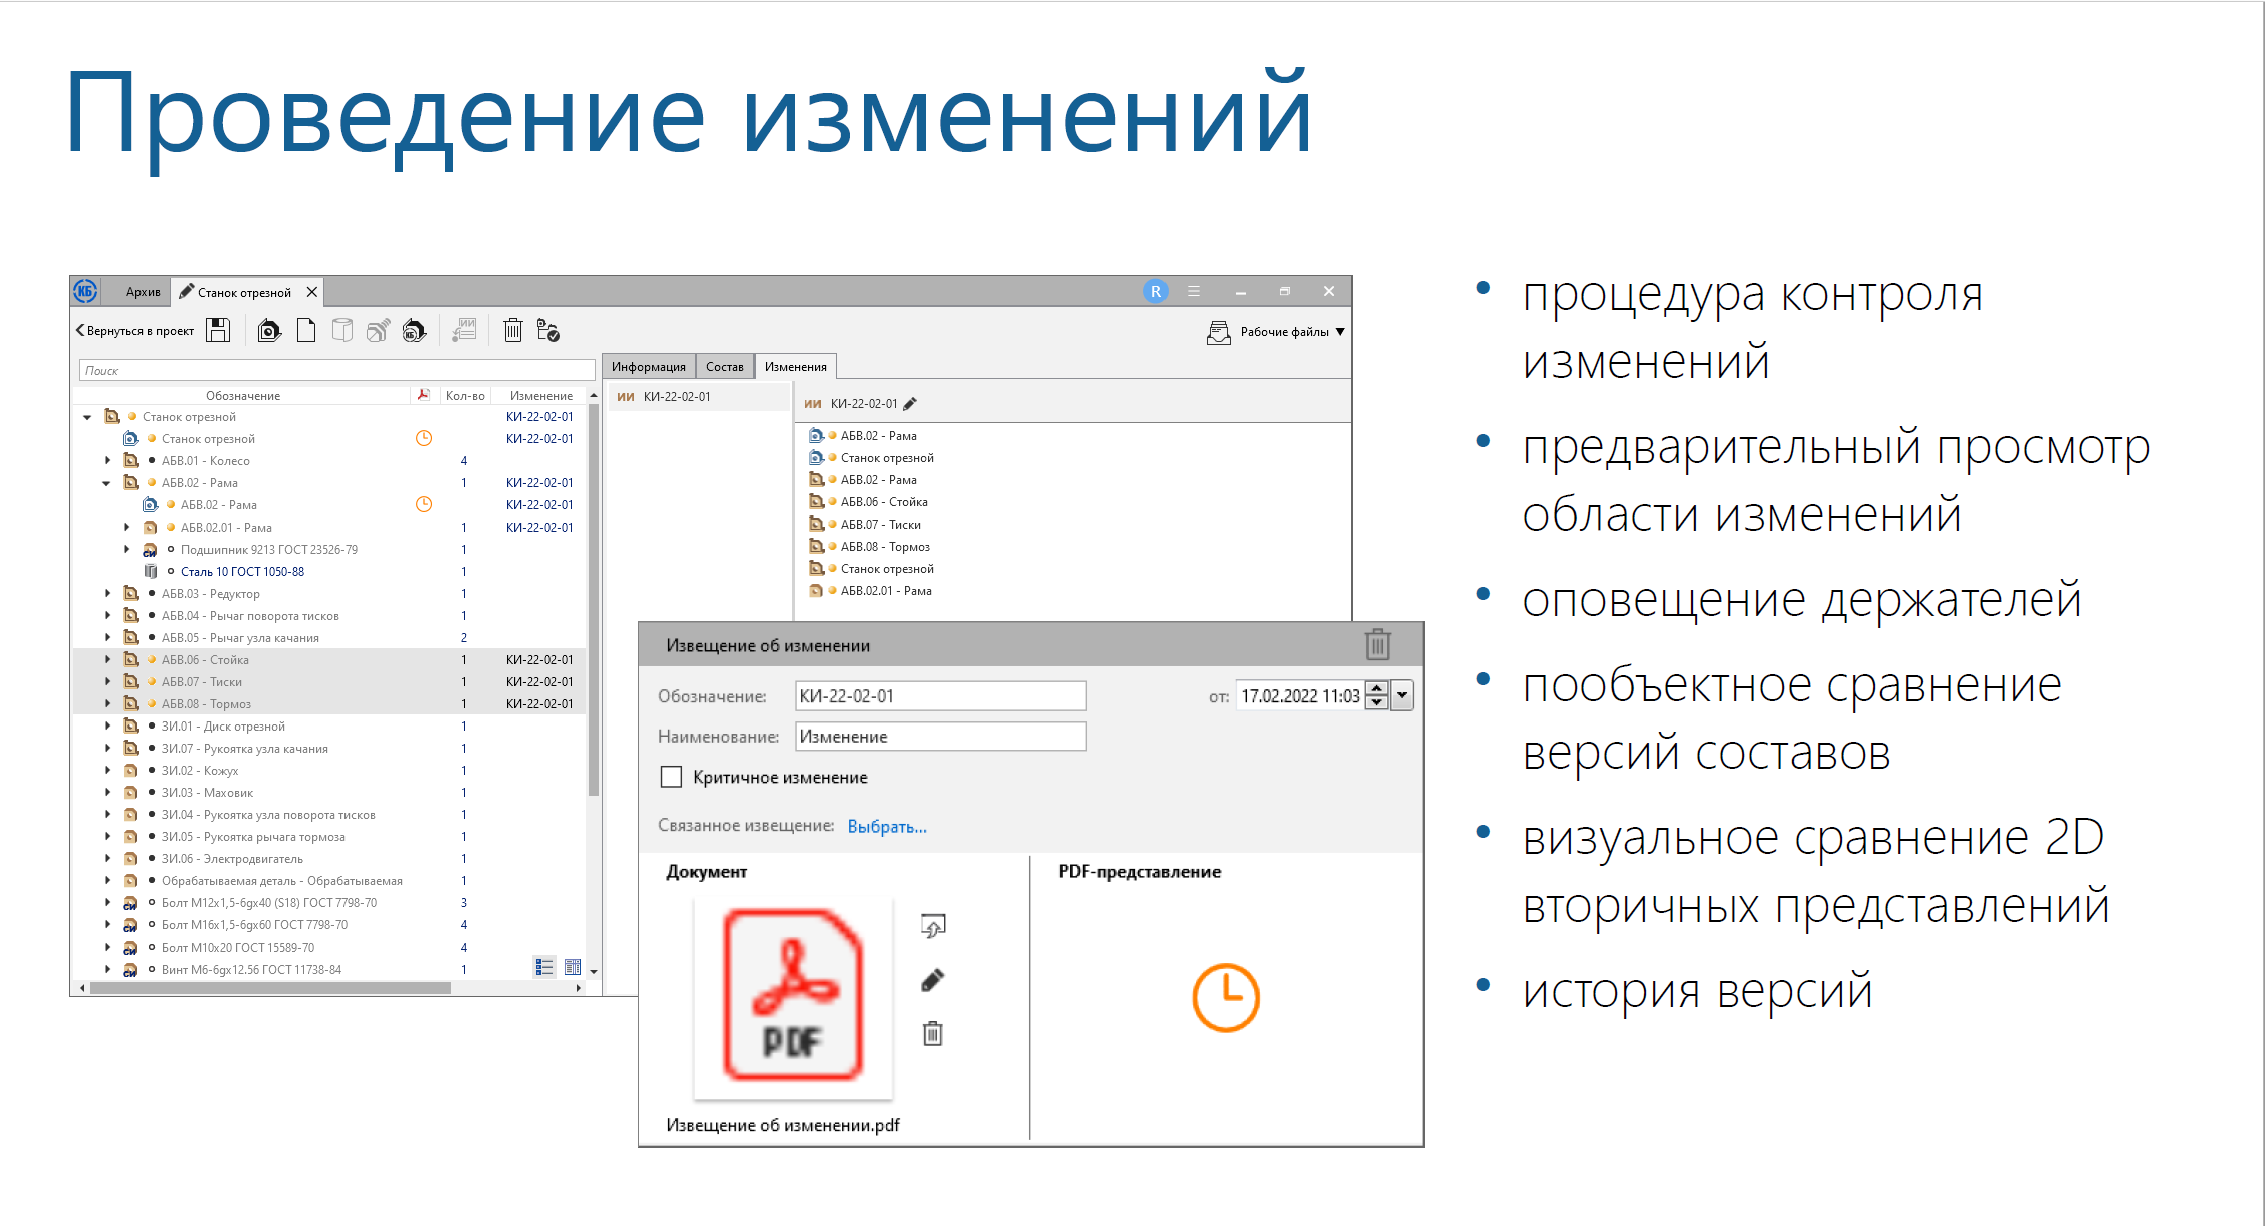 Проведение изменений
КБ Архив Станок отрезной R
Вернуться в проект Рабочие файлы
Поиск
Информация Состав Изменения
Обозначение Кол-во Изменение
ИИ КИ-22-02-01
ИИ КИ-22-02-01
Станок отрезной КИ-22-02-01
Станок отрезной КИ-22-02-01
АБВ.01 - Колесо 4
АБВ.02 - Рама 1 КИ-22-02-01
АБВ.02 - Рама КИ-22-02-01
АБВ.02.01 - Рама 1 КИ-22-02-01
Подшипник 9213 ГОСТ 23526-79 1
Сталь 10 ГОСТ 1050-88 1
АБВ.03 - Редуктор 1
АБВ.04 - Рычаг поворота тисков 1
АБВ.05 - Рычаг узла качания 2
АБВ.06 - Стойка 1 КИ-22-02-01
АБВ.07 - Тиски 1 КИ-22-02-01
АБВ.08 - Тормоз 1 КИ-22-02-01
ЗИ.01 - Диск отрезной 1
ЗИ.07 - Рукоятка узла качания 1
ЗИ.02 - Кожух 1
ЗИ.03 - Маховик 1
ЗИ.04 - Рукоятка узла поворота тисков 1
ЗИ.05 - Рукоятка рычага тормоза 1
ЗИ.06 - Электродвигатель 1
Обрабатываемая деталь - Обрабатываемая 1
Болт М12х1,5-6gx40 (S18) ГОСТ 7798-70 3
Болт М16х1,5-6gx60 ГОСТ 7798-70 4
Болт М10х20 ГОСТ 15589-70 4
Винт М6-6gx12.56 ГОСТ 11738-84 1
АБВ.02 - Рама
Станок отрезной
АБВ.02 - Рама
АБВ.06 - Стойка
АБВ.07 - Тиски
АБВ.08 - Тормоз
Станок отрезной
АБВ.02.01 - Рама
Извещение об изменении
Обозначение: КИ-22-02-01 от: 17.02.2022 11:03
Наименование: Изменение
Критичное изменение
Связанное извещение: Выбрать...
Документ PDF-представление
PDF
Извещение об изменении.pdf
• процедура контроля
изменений
• предварительный просмотр
области изменений
• оповещение держателей
• пообъектное сравнение
версий составов
• визуальное сравнение 2D
вторичных представлений
• история версий